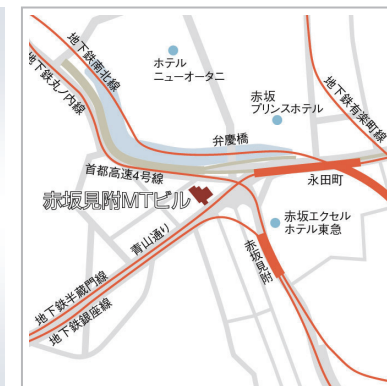 地下鉄南北線
地下鉄丸ノ内線
ホテル
ニューオータニ
赤坂
プリンスホテル
地下鉄有楽町線
弁慶橋
首都高速4号線
永田町
赤坂見附MTビル
青山通り
赤坂エクセル
ホテル東急
赤坂見附
地下鉄半蔵門線
地下鉄銀座線